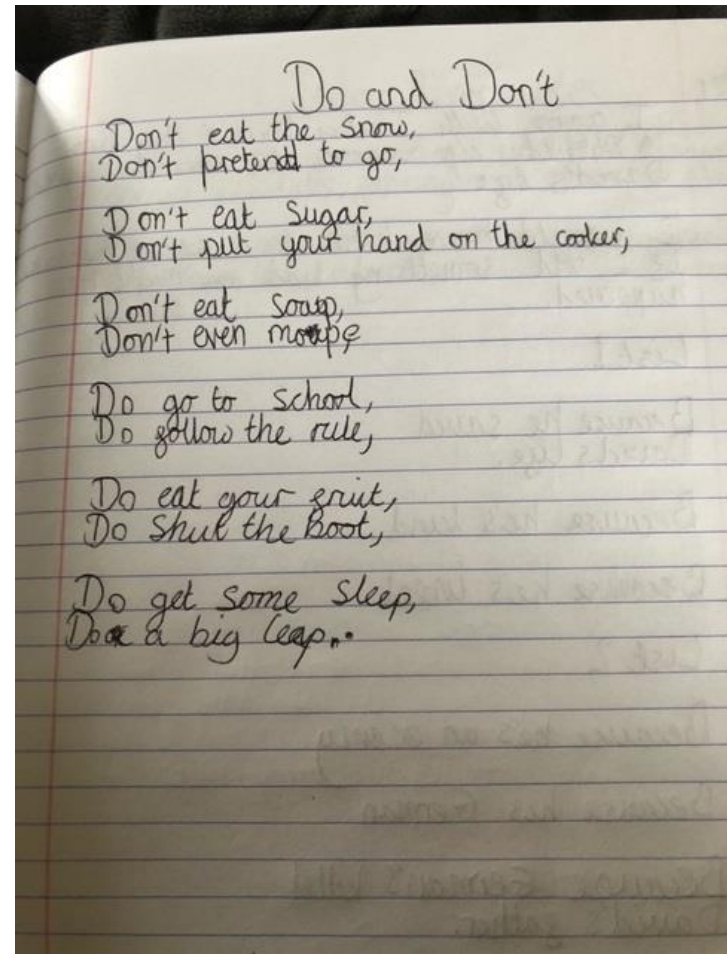 Do and Don't
Don't eat the snow,
Don't pretend to go,
Don't eat Sugar,
Don't put your hand on the cooker,
Don't eat soap,
Don't even mope
Do go to school,
Do follow the rule,
Do eat your fruit,
Do Shut the Boot,
Do get some sleep,
Do a big leap..